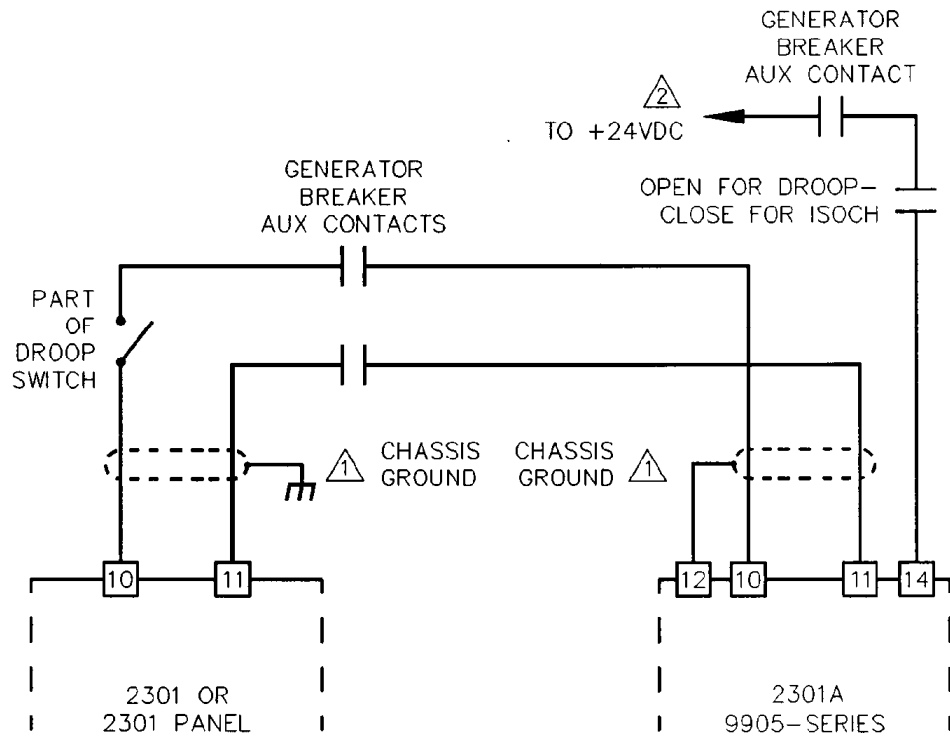 GENERATOR
BREAKER
AUX CONTACT
2
TO +24VDC
GENERATOR
BREAKER
AUX CONTACTS
OPEN FOR DROOP–
CLOSE FOR ISOCH
PART
OF
DROOP
SWITCH
1
CHASSIS
GROUND
CHASSIS
GROUND
1
10
11
12
10
11
14
2301 OR
2301 PANEL
2301A
9905–SERIES